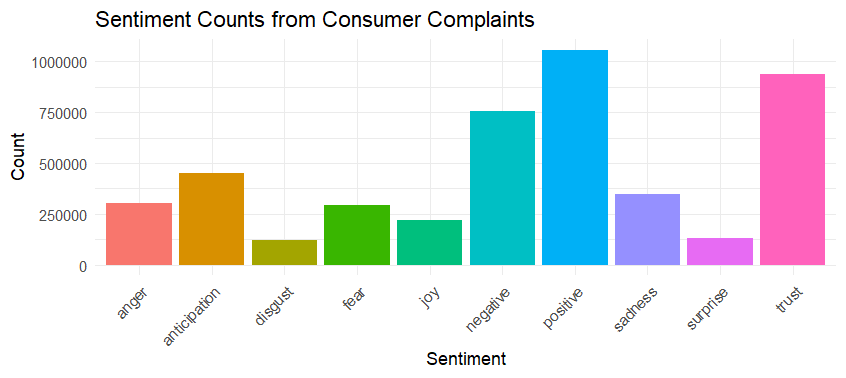 Sentiment Counts from Consumer Complaints
1000000
750000
500000
250000
0
Count
anger
anticipation
disgust
fear
joy
negative
positive
sadness
surprise
trust
Sentiment